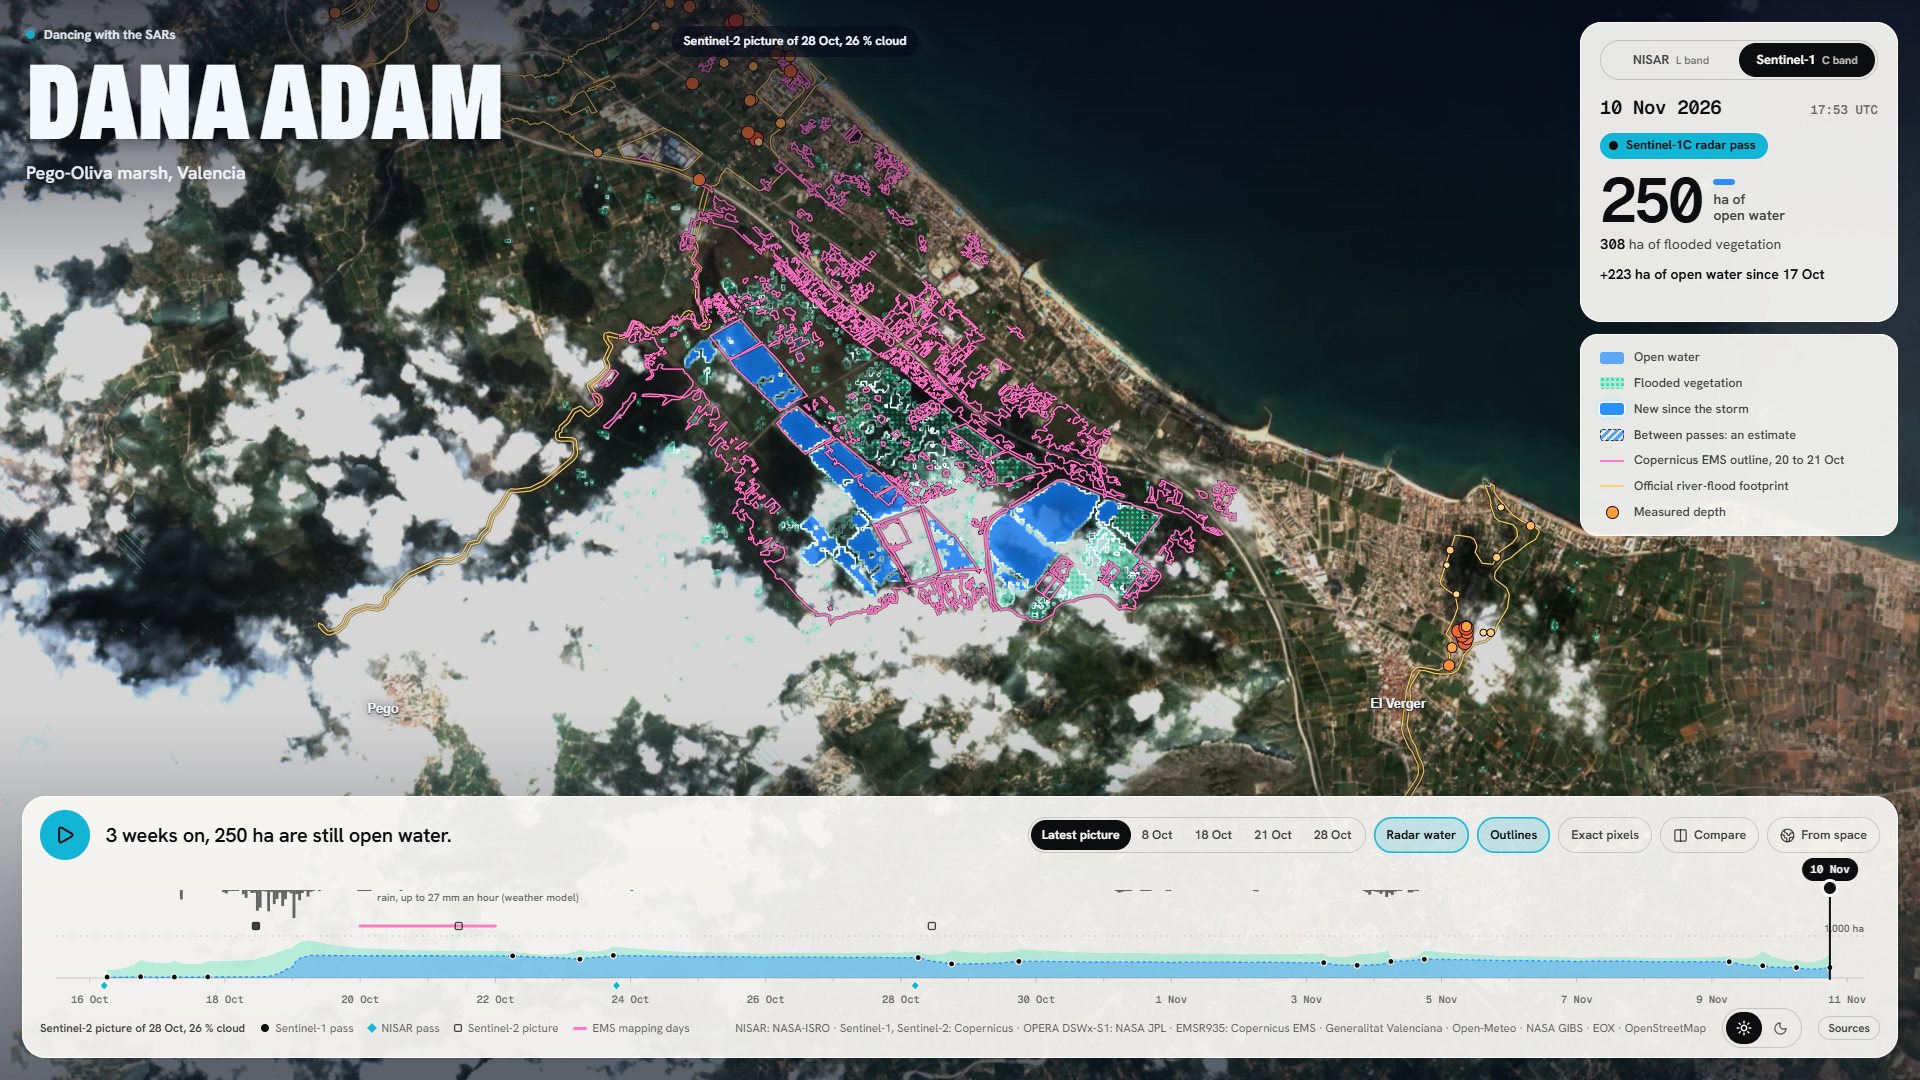 Dancing with the SARs
DANA ADAM
Pego-Oliva marsh, Valencia
Sentinel-2 picture of 28 Oct, 26 % cloud
NISAR L band
Sentinel-1 C band
10 Nov 2026
17:53 UTC
Sentinel-1C radar pass
250
ha of
open water
308 ha of flooded vegetation
+223 ha of open water since 17 Oct
Open water
Flooded vegetation
New since the storm
Between passes: an estimate
Copernicus EMS outline, 20 to 21 Oct
Official river-flood footprint
Measured depth
Pego
El Verger
3 weeks on, 250 ha are still open water.
Latest picture
8 Oct
18 Oct
21 Oct
28 Oct
Radar water
Outlines
Exact pixels
Compare
From space
10 Nov
rain, up to 27 mm an hour (weather model)
1,000 ha
16 Oct
18 Oct
20 Oct
22 Oct
24 Oct
26 Oct
28 Oct
30 Oct
1 Nov
3 Nov
5 Nov
7 Nov
9 Nov
11 Nov
Sentinel-2 picture of 28 Oct, 26 % cloud
Sentinel-1 pass
NISAR pass
Sentinel-2 picture
EMS mapping days
NISAR: NASA-ISRO · Sentinel-1, Sentinel-2: Copernicus · OPERA DSWx-S1: NASA JPL · EMSR935: Copernicus EMS · Generalitat Valenciana · Open-Meteo · NASA GIBS · EOX · OpenStreetMap
Sources